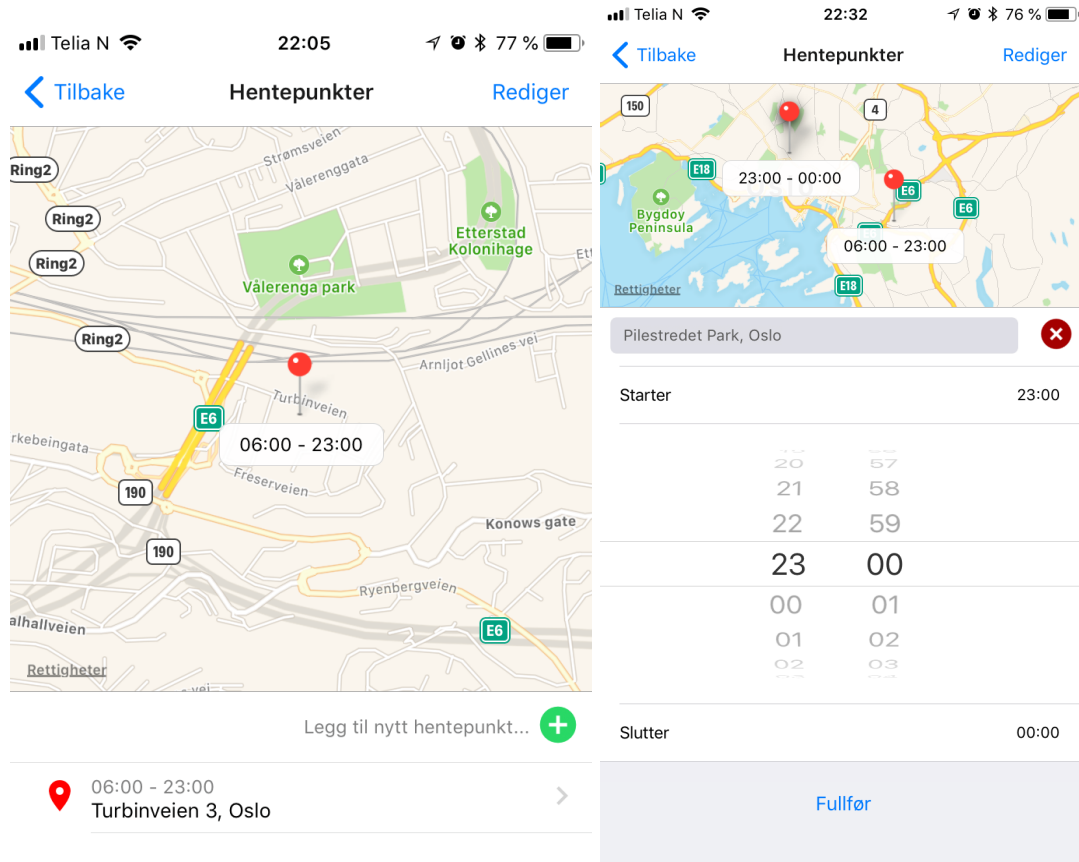 Telia N 22:05 77 %
Tilbake Hentepunkter Rediger
Strømsveien
Vålerenggata
Ring2
Ring2
Etterstad
Kolonihage
Ring2
Vålerenga park
Ring2
Arnljot Gellines vei
Turbinveien
E6
06:00 - 23:00
rkebeingata
Freserveien
190
Konows gate
190
Ryenbergveien
alhallveien
E6
Rettigheter
Legg til nytt hentepunkt...
06:00 - 23:00
Turbinveien 3, Oslo
Telia N 22:32 76 %
Tilbake Hentepunkter Rediger
150
4
E18
23:00 - 00:00
E6
Bygdoy
Peninsula
E6
06:00 - 23:00
E18
Rettigheter
Pilestredet Park, Oslo
Starter 23:00
20 57
21 58
22 59
23 00
00 01
01 02
02 03
Slutter 00:00
Fullfør